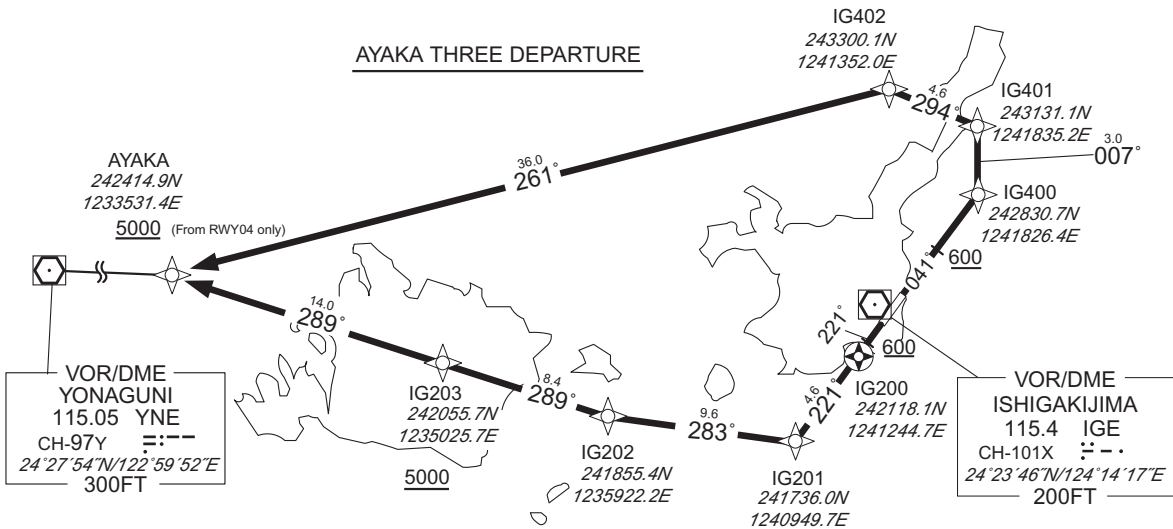 AYAKA THREE DEPARTURE
IG402
243300.1N
1241352.0E
4.6
294°
IG401
243131.1N
1241835.2E
3.0
007°
36.0
261°
AYAKA
242414.9N
1233531.4E
5000 (From RWY04 only)
IG400
242830.7N
1241826.4E
600
041°
221°
600
14.0
289°
IG203
242055.7N
1235025.7E
5000
8.4
289°
IG202
241855.4N
1235922.2E
9.6
283°
IG201
241736.0N
1240949.7E
4.6
221°
IG200
242118.1N
1241244.7E
VOR/DME
YONAGUNI
115.05 YNE
CH-97Y
24°27´54˝N/122°59´52˝E
300FT
VOR/DME
ISHIGAKIJIMA
115.4 IGE
CH-101X
24°23´46˝N/124°14´17˝E
200FT